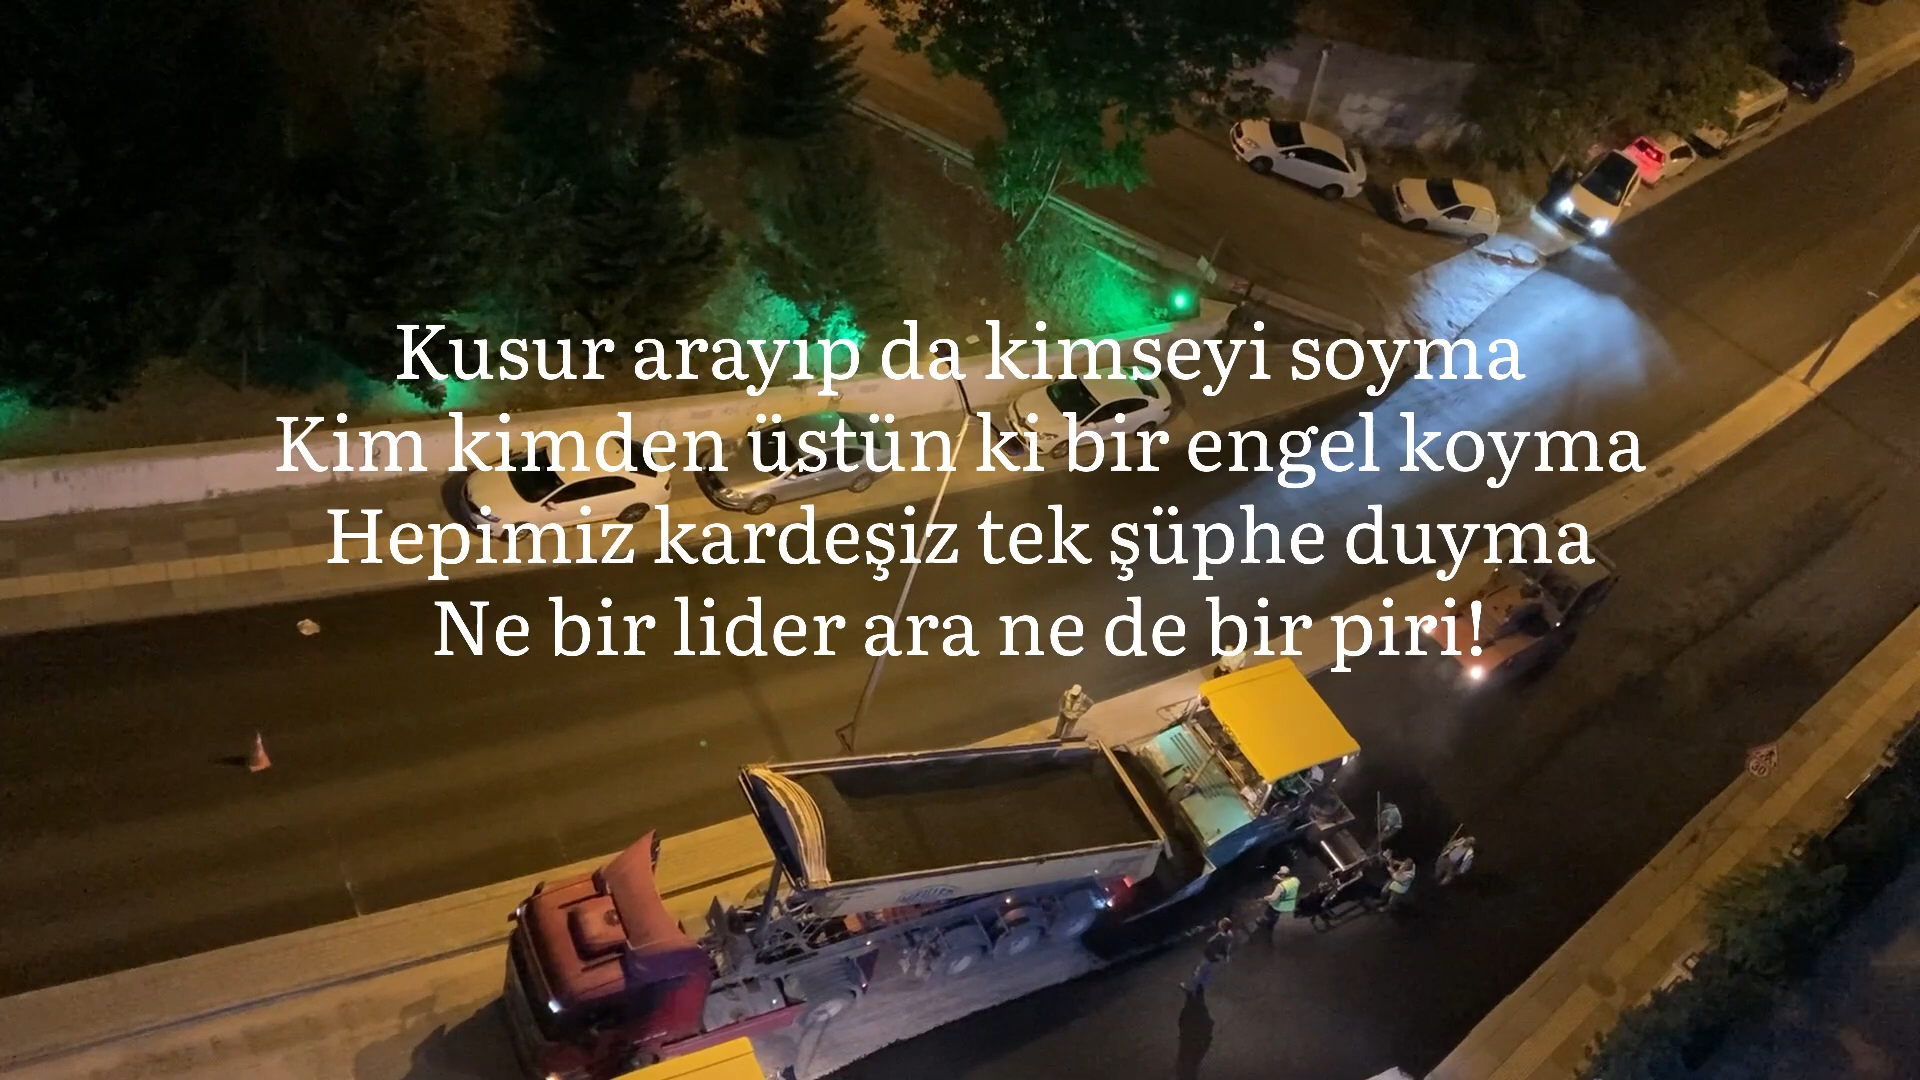 Kusur arayıp da kimseyi soyma
Kim kimden üstün ki bir engel koyma
Hepimiz kardeşiz tek şüphe duyma
Ne bir lider ara ne de bir piri!
30